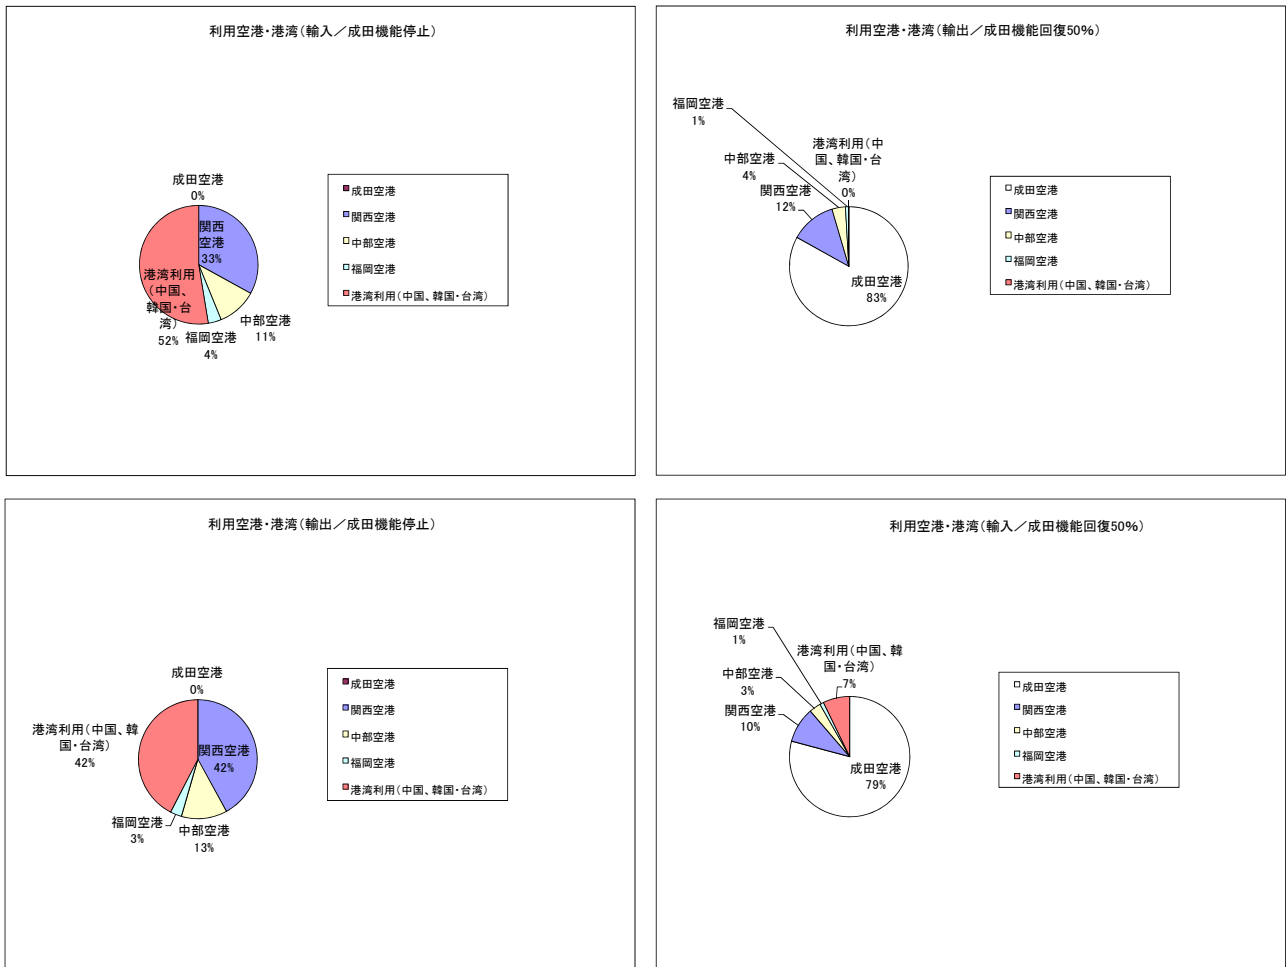 利用空港・港湾(輸入／成田機能停止)
成田空港
0%
関西
空港
33%
港湾利用
(中国、
韓国・台
湾)
52%
福岡空港
4%
中部空港
11%
成田空港
関西空港
中部空港
福岡空港
港湾利用(中国、韓国・台湾)
利用空港・港湾(輸出／成田機能回復50%)
福岡空港
1%
中部空港
4%
港湾利用(中
国、韓国・台
湾)
0%
関西空港
12%
成田空港
83%
成田空港
関西空港
中部空港
福岡空港
港湾利用(中国、韓国・台湾)
利用空港・港湾(輸出／成田機能停止)
成田空港
0%
港湾利用(中国、韓
国・台湾)
42%
関西空港
42%
福岡空港
3%
中部空港
13%
成田空港
関西空港
中部空港
福岡空港
港湾利用(中国、韓国・台湾)
利用空港・港湾(輸入／成田機能回復50%)
福岡空港
1%
港湾利用(中国、韓
国・台湾)
7%
中部空港
3%
関西空港
10%
成田空港
79%
成田空港
関西空港
中部空港
福岡空港
港湾利用(中国、韓国・台湾)